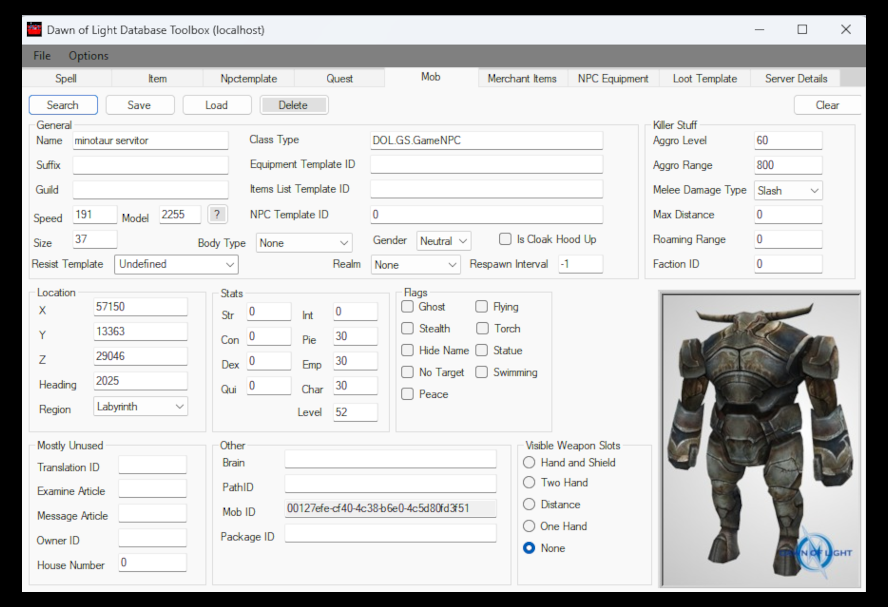 Dawn of Light Database Toolbox (localhost)
File Options
Spell Item Npctemplate Quest Mob Merchant Items NPC Equipment Loot Template Server Details
Search Save Load Delete Clear
General
Name minotaur servitor Class Type DOL.GS.GameNPC
Suffix Equipment Template ID
Guild Items List Template ID
Speed 191 Model 2255 ? NPC Template ID 0
Size 37 Body Type None Gender Neutral Is Cloak Hood Up
Resist Template Undefined Realm None Respawn Interval -1
Killer Stuff
Aggro Level 60
Aggro Range 800
Melee Damage Type Slash
Max Distance 0
Roaming Range 0
Faction ID 0
Location
X 57150
Y 13363
Z 29046
Heading 2025
Region Labyrinth
Stats
Str 0 Int 0
Con 0 Pie 30
Dex 0 Emp 30
Qui 0 Char 30
Level 52
Flags
Ghost Flying
Stealth Torch
Hide Name Statue
No Target Swimming
Peace
Mostly Unused
Translation ID
Examine Article
Message Article
Owner ID
House Number 0
Other
Brain
PathID
Mob ID 00127efe-cf40-4c38-b6e0-4c5d80fd3f51
Package ID
Visible Weapon Slots
Hand and Shield
Two Hand
Distance
One Hand
None
DAWN OF LIGHT